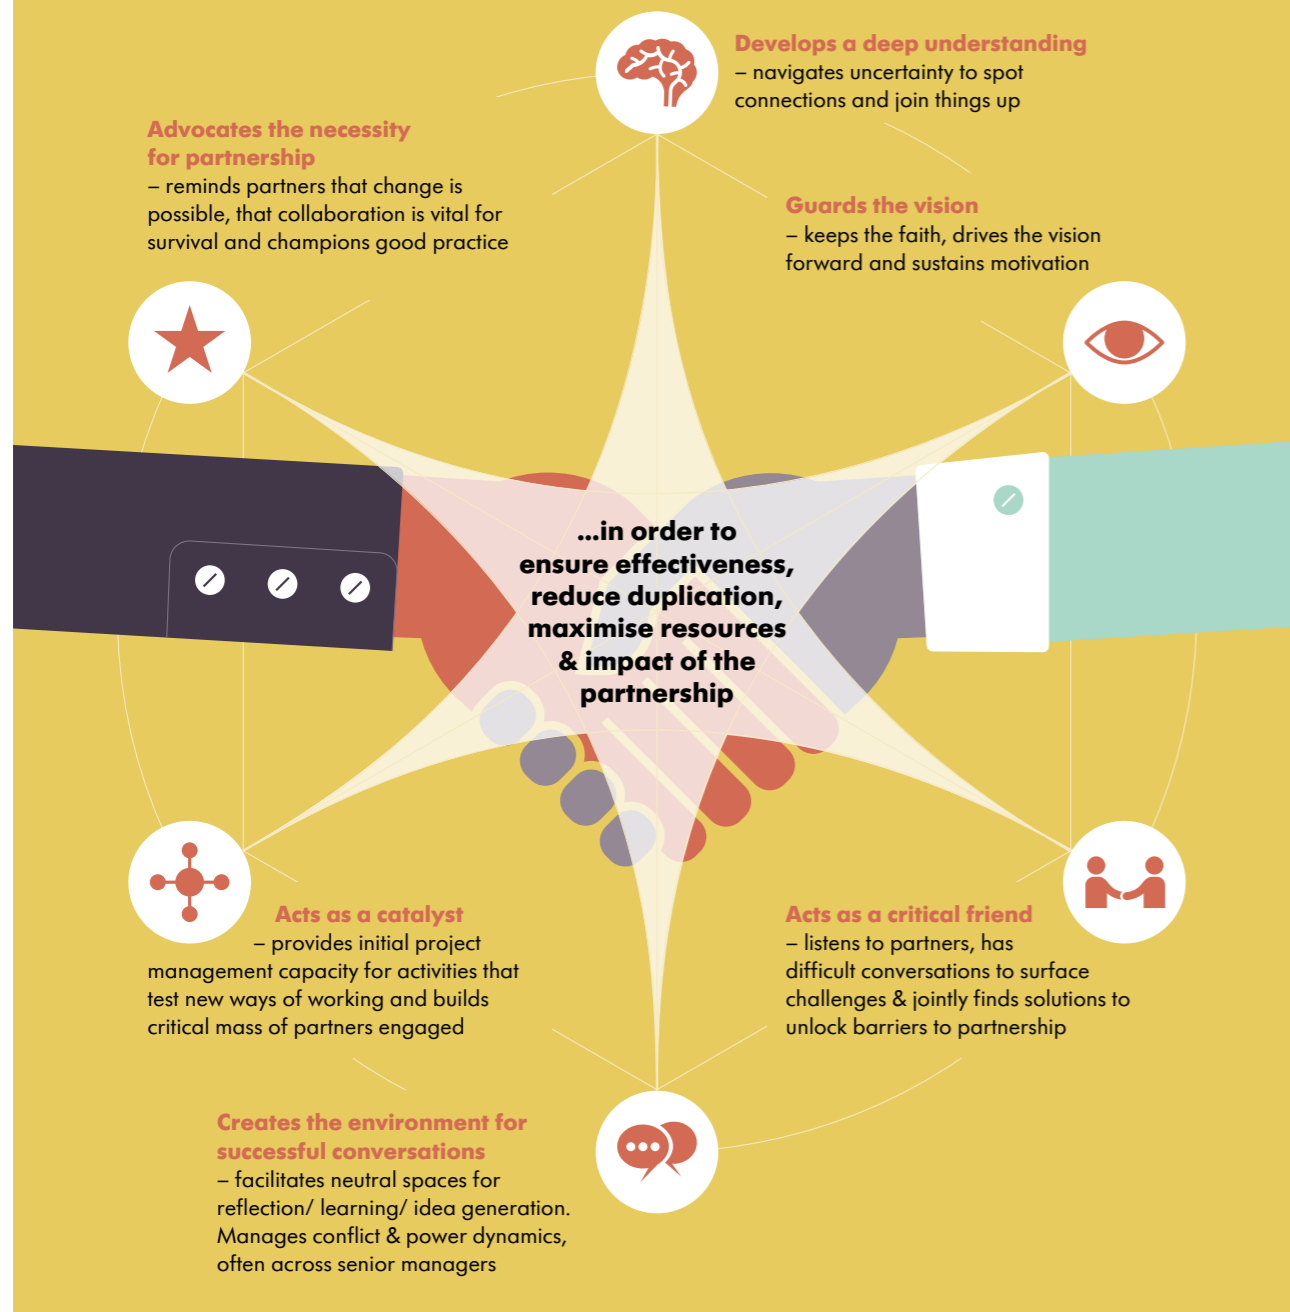 Develops a deep understanding
– navigates uncertainty to spot
connections and join things up
Guards the vision
– keeps the faith, drives the vision
forward and sustains motivation
Advocates the necessity
for partnership
– reminds partners that change is
possible, that collaboration is vital for
survival and champions good practice
...in order to
ensure effectiveness,
reduce duplication,
maximise resources
& impact of the
partnership
Acts as a catalyst
– provides initial project
management capacity for activities that
test new ways of working and builds
critical mass of partners engaged
Acts as a critical friend
– listens to partners, has
difficult conversations to surface
challenges & jointly finds solutions to
unlock barriers to partnership
Creates the environment for
successful conversations
– facilitates neutral spaces for
reflection/ learning/ idea generation.
Manages conflict & power dynamics,
often across senior managers